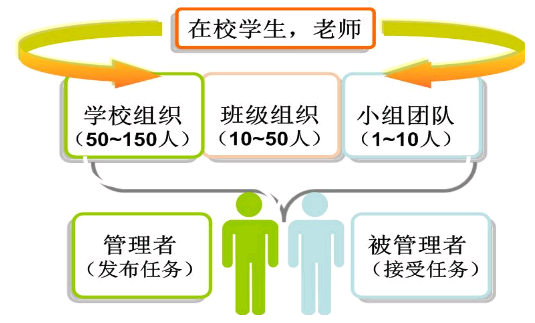 在校学生，老师
学校组织
（50~150人）
班级组织
（10~50人）
小组团队
（1~10人）
管理者
（发布任务）
被管理者
（接受任务）